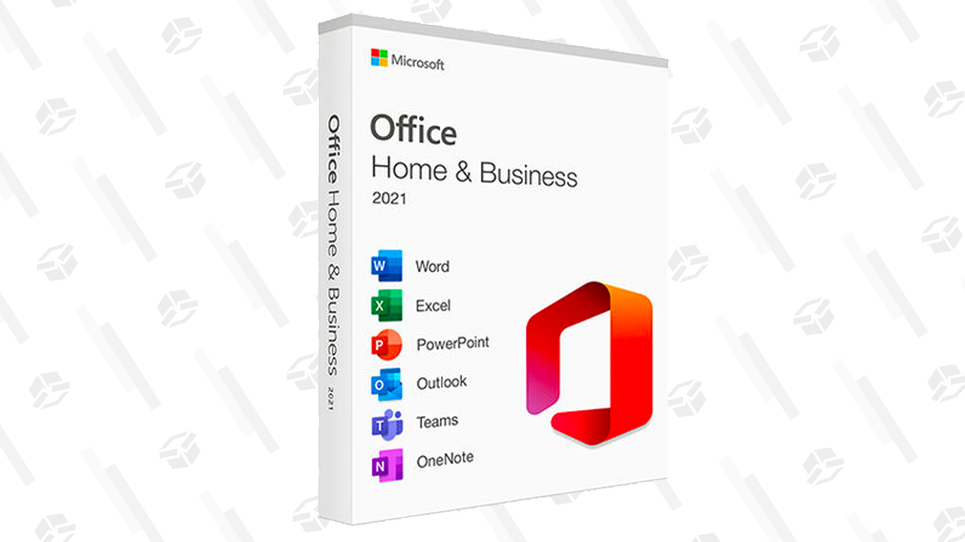 Microsoft
Office
Home & Business
2021
Word
Excel
PowerPoint
Outlook
Teams
OneNote
Office Home & Business 2021